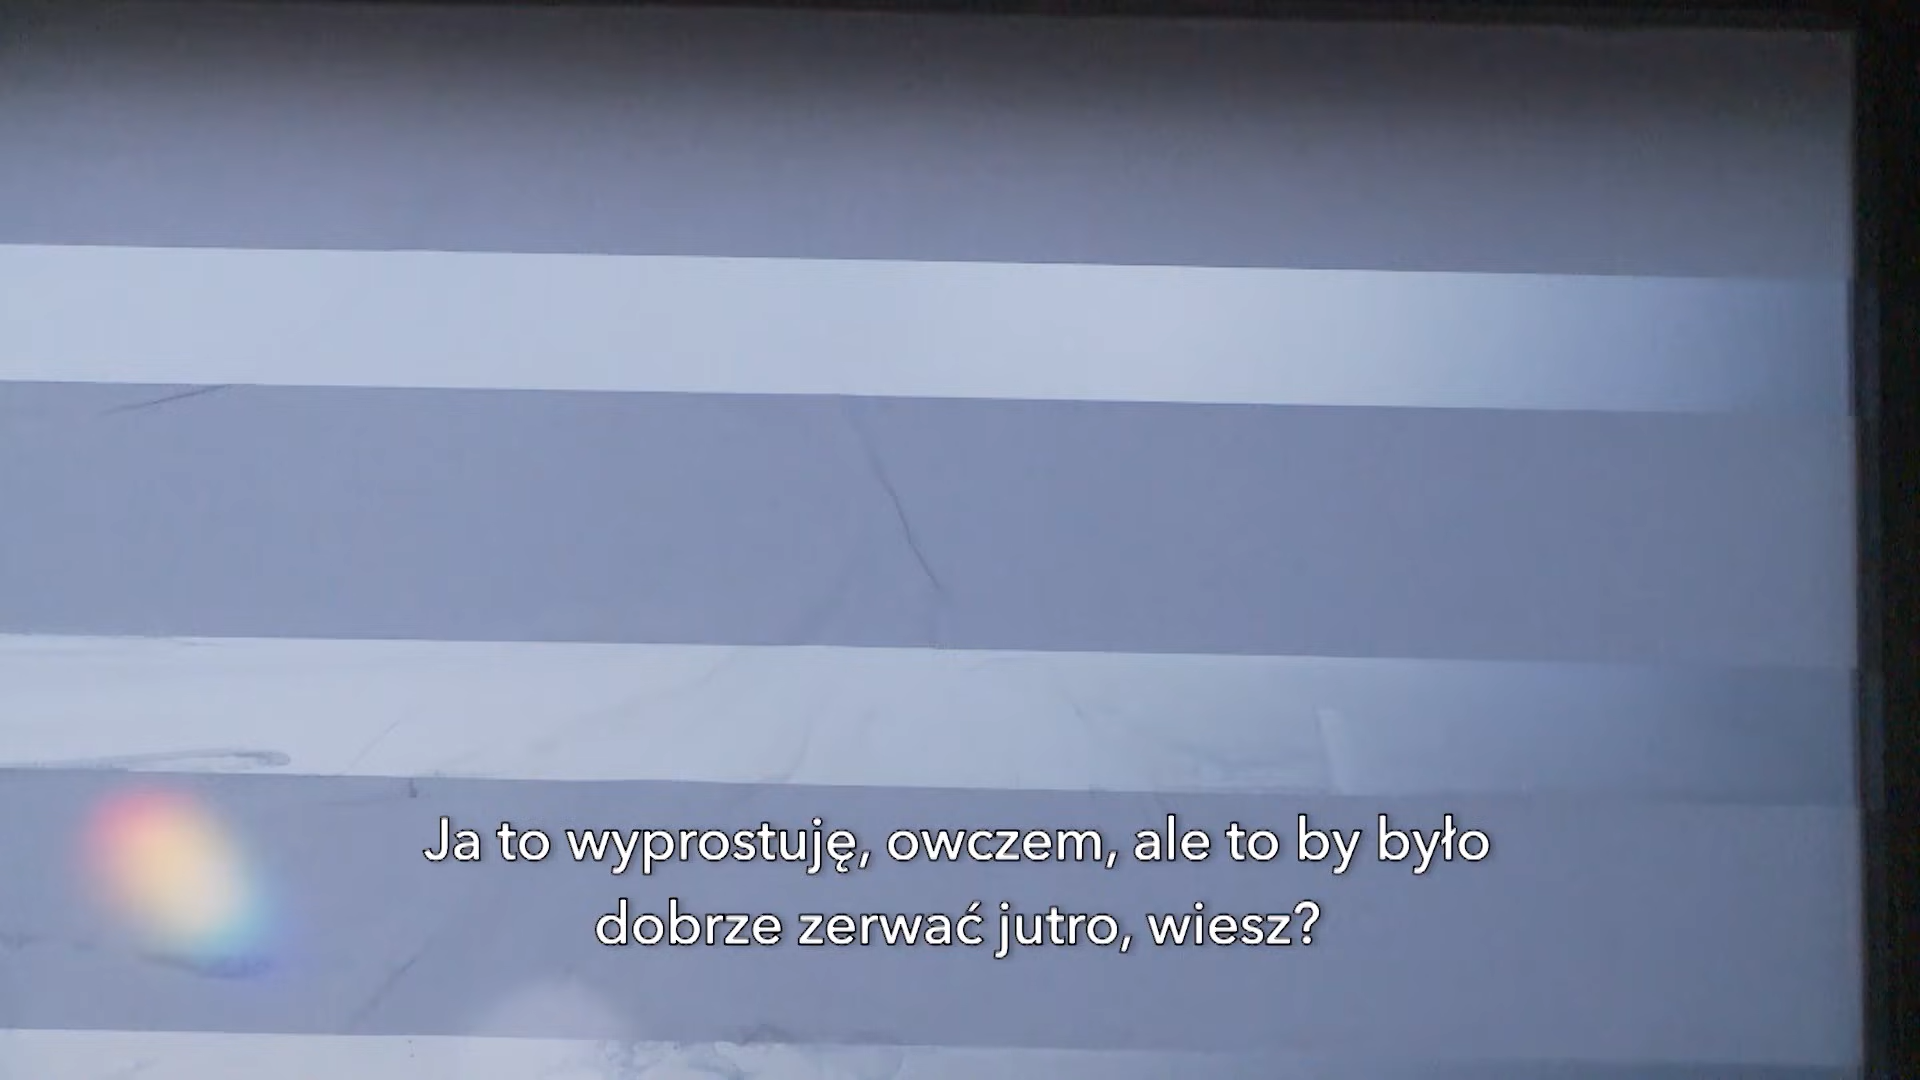 Ja to wyprostuję, owczem, ale to by było
dobrze zerwać jutro, wiesz?